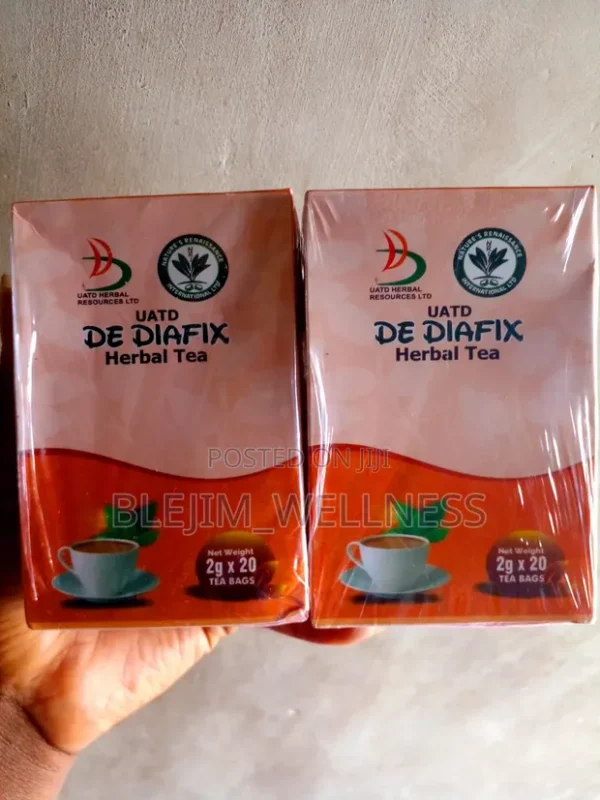 NATURE'S RENAISSANCE
INTERNATIONAL LTD
UATD HERBAL
RESOURCES LTD
UATD
DE DIAFIX
Herbal Tea
Net Weight
2g x 20
TEA BAGS
NATURE'S RENAISSANCE
INTERNATIONAL LTD
UATD HERBAL
RESOURCES LTD
UATD
DE DIAFIX
Herbal Tea
Net Weight
2g x 20
TEA BAGS
POSTED ON JIJI
BLEJIM_WELLNESS